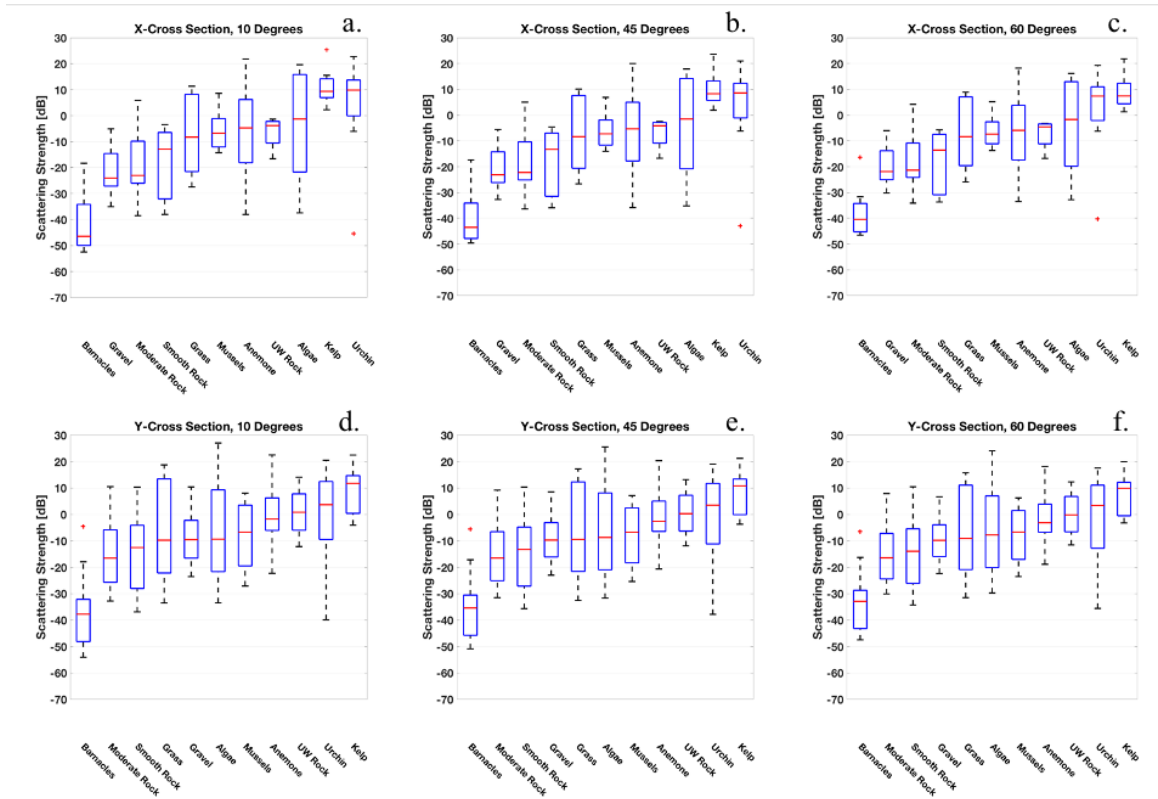 a.
X-Cross Section, 10 Degrees
Scattering Strength [dB]
30
20
10
0
-10
-20
-30
-40
-50
-60
-70
Barnacles
Gravel
Moderate Rock
Smooth Rock
Grass
Mussels
Anemone
UW Rock
Algae
Kelp
Urchin
b.
X-Cross Section, 45 Degrees
Scattering Strength [dB]
30
20
10
0
-10
-20
-30
-40
-50
-60
-70
Barnacles
Gravel
Moderate Rock
Smooth Rock
Grass
Mussels
Anemone
UW Rock
Algae
Kelp
Urchin
c.
X-Cross Section, 60 Degrees
Scattering Strength [dB]
30
20
10
0
-10
-20
-30
-40
-50
-60
-70
Barnacles
Gravel
Moderate Rock
Smooth Rock
Grass
Mussels
Anemone
UW Rock
Algae
Urchin
Kelp
d.
Y-Cross Section, 10 Degrees
Scattering Strength [dB]
30
20
10
0
-10
-20
-30
-40
-50
-60
-70
Barnacles
Moderate Rock
Smooth Rock
Grass
Gravel
Algae
Mussels
Anemone
UW Rock
Urchin
Kelp
e.
Y-Cross Section, 45 Degrees
Scattering Strength [dB]
30
20
10
0
-10
-20
-30
-40
-50
-60
-70
Barnacles
Moderate Rock
Smooth Rock
Gravel
Grass
Algae
Mussels
Anemone
UW Rock
Urchin
Kelp
f.
Y-Cross Section, 60 Degrees
Scattering Strength [dB]
30
20
10
0
-10
-20
-30
-40
-50
-60
-70
Barnacles
Moderate Rock
Smooth Rock
Gravel
Grass
Algae
Mussels
Anemone
UW Rock
Urchin
Kelp